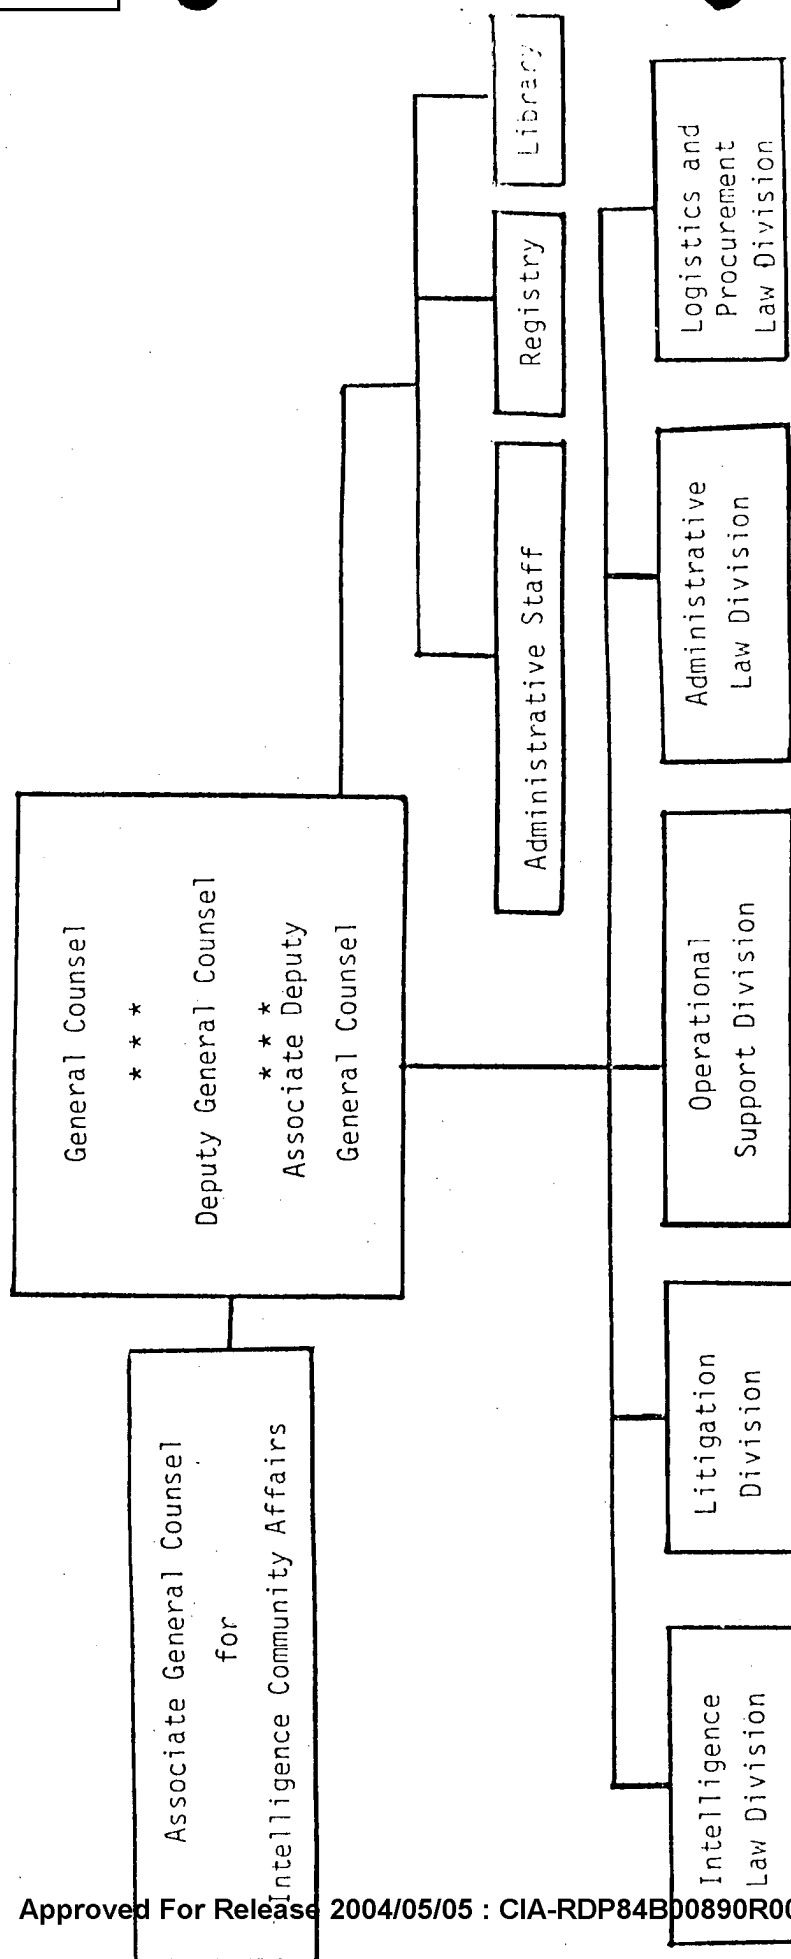 General Counsel
* * *
Deputy General Counsel
* * *
Associate Deputy
General Counsel
Associate General Counsel
for
Intelligence Community Affairs
Administrative Staff
Registry
Library
Intelligence
Law Division
Litigation
Division
Operational
Support Division
Administrative
Law Division
Logistics and
Procurement
Law Division
Approved For Release 2004/05/05 : CIA-RDP84B00890R00